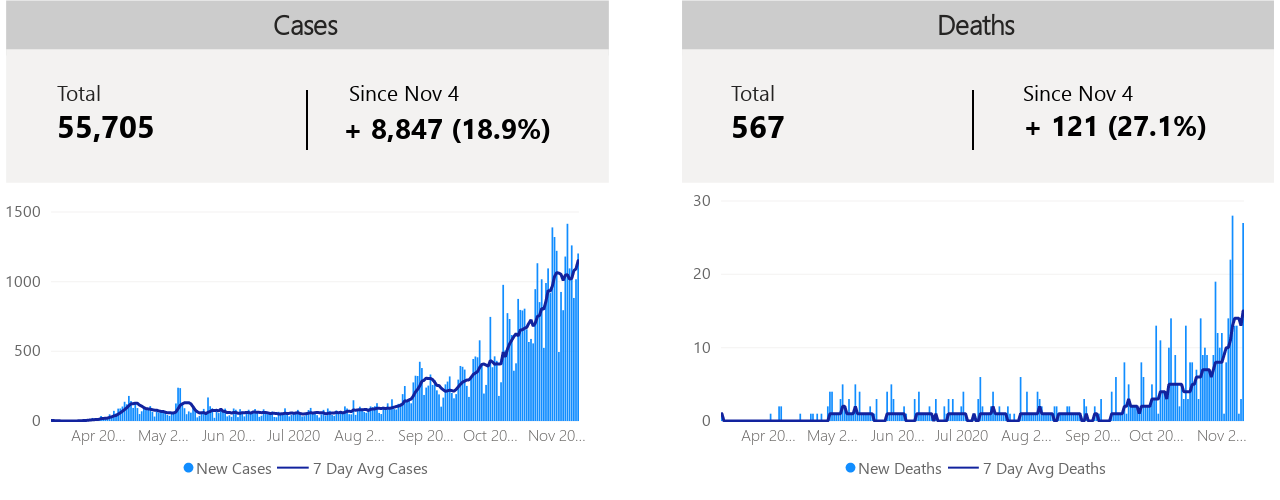 Cases
Total
55,705
Since Nov 4
+ 8,847 (18.9%)
1500
1000
500
0
Apr 20... May 2... Jun 20... Jul 2020 Aug 2... Sep 20... Oct 20... Nov 20...
New Cases 7 Day Avg Cases
Deaths
Total
567
Since Nov 4
+ 121 (27.1%)
30
20
10
0
Apr 20... May 2... Jun 20... Jul 2020 Aug 2... Sep 20... Oct 20... Nov 2...
New Deaths 7 Day Avg Deaths